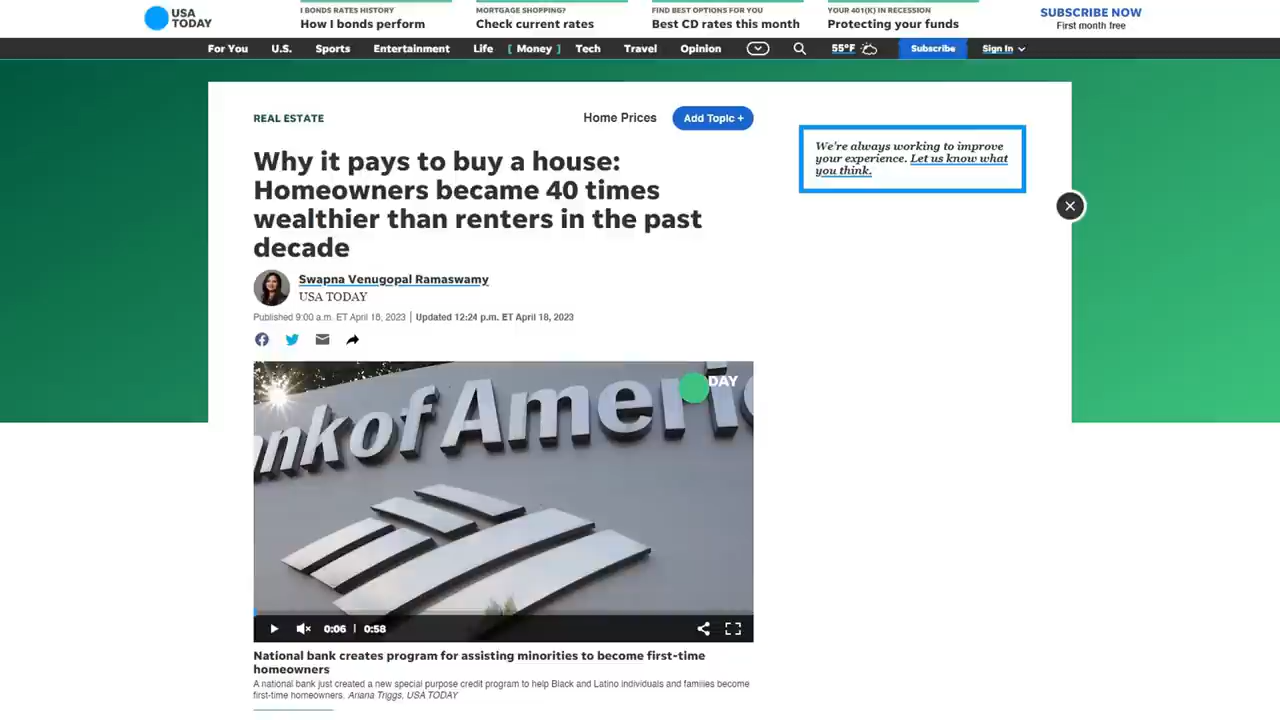 USA
TODAY
I BONDS RATES HISTORY
How I bonds perform
MORTGAGE SHOPPING?
Check current rates
FIND BEST OPTIONS FOR YOU
Best CD rates this month
YOUR 401(K) IN RECESSION
Protecting your funds
SUBSCRIBE NOW
First month free
For You U.S. Sports Entertainment Life [ Money ] Tech Travel Opinion 55°F Subscribe Sign In
REAL ESTATE
Home Prices Add Topic +
Why it pays to buy a house:
Homeowners became 40 times
wealthier than renters in the past
decade
Swapna Venugopal Ramaswamy
USA TODAY
Published 9:00 a.m. ET April 18, 2023 | Updated 12:24 p.m. ET April 18, 2023
We're always working to improve
your experience. Let us know what
you think.
DAY
ank of Ameri
0:06 | 0:58
National bank creates program for assisting minorities to become first-time
homeowners
A national bank just created a new special purpose credit program to help Black and Latino individuals and families become
first-time homeowners. Ariana Triggs, USA TODAY